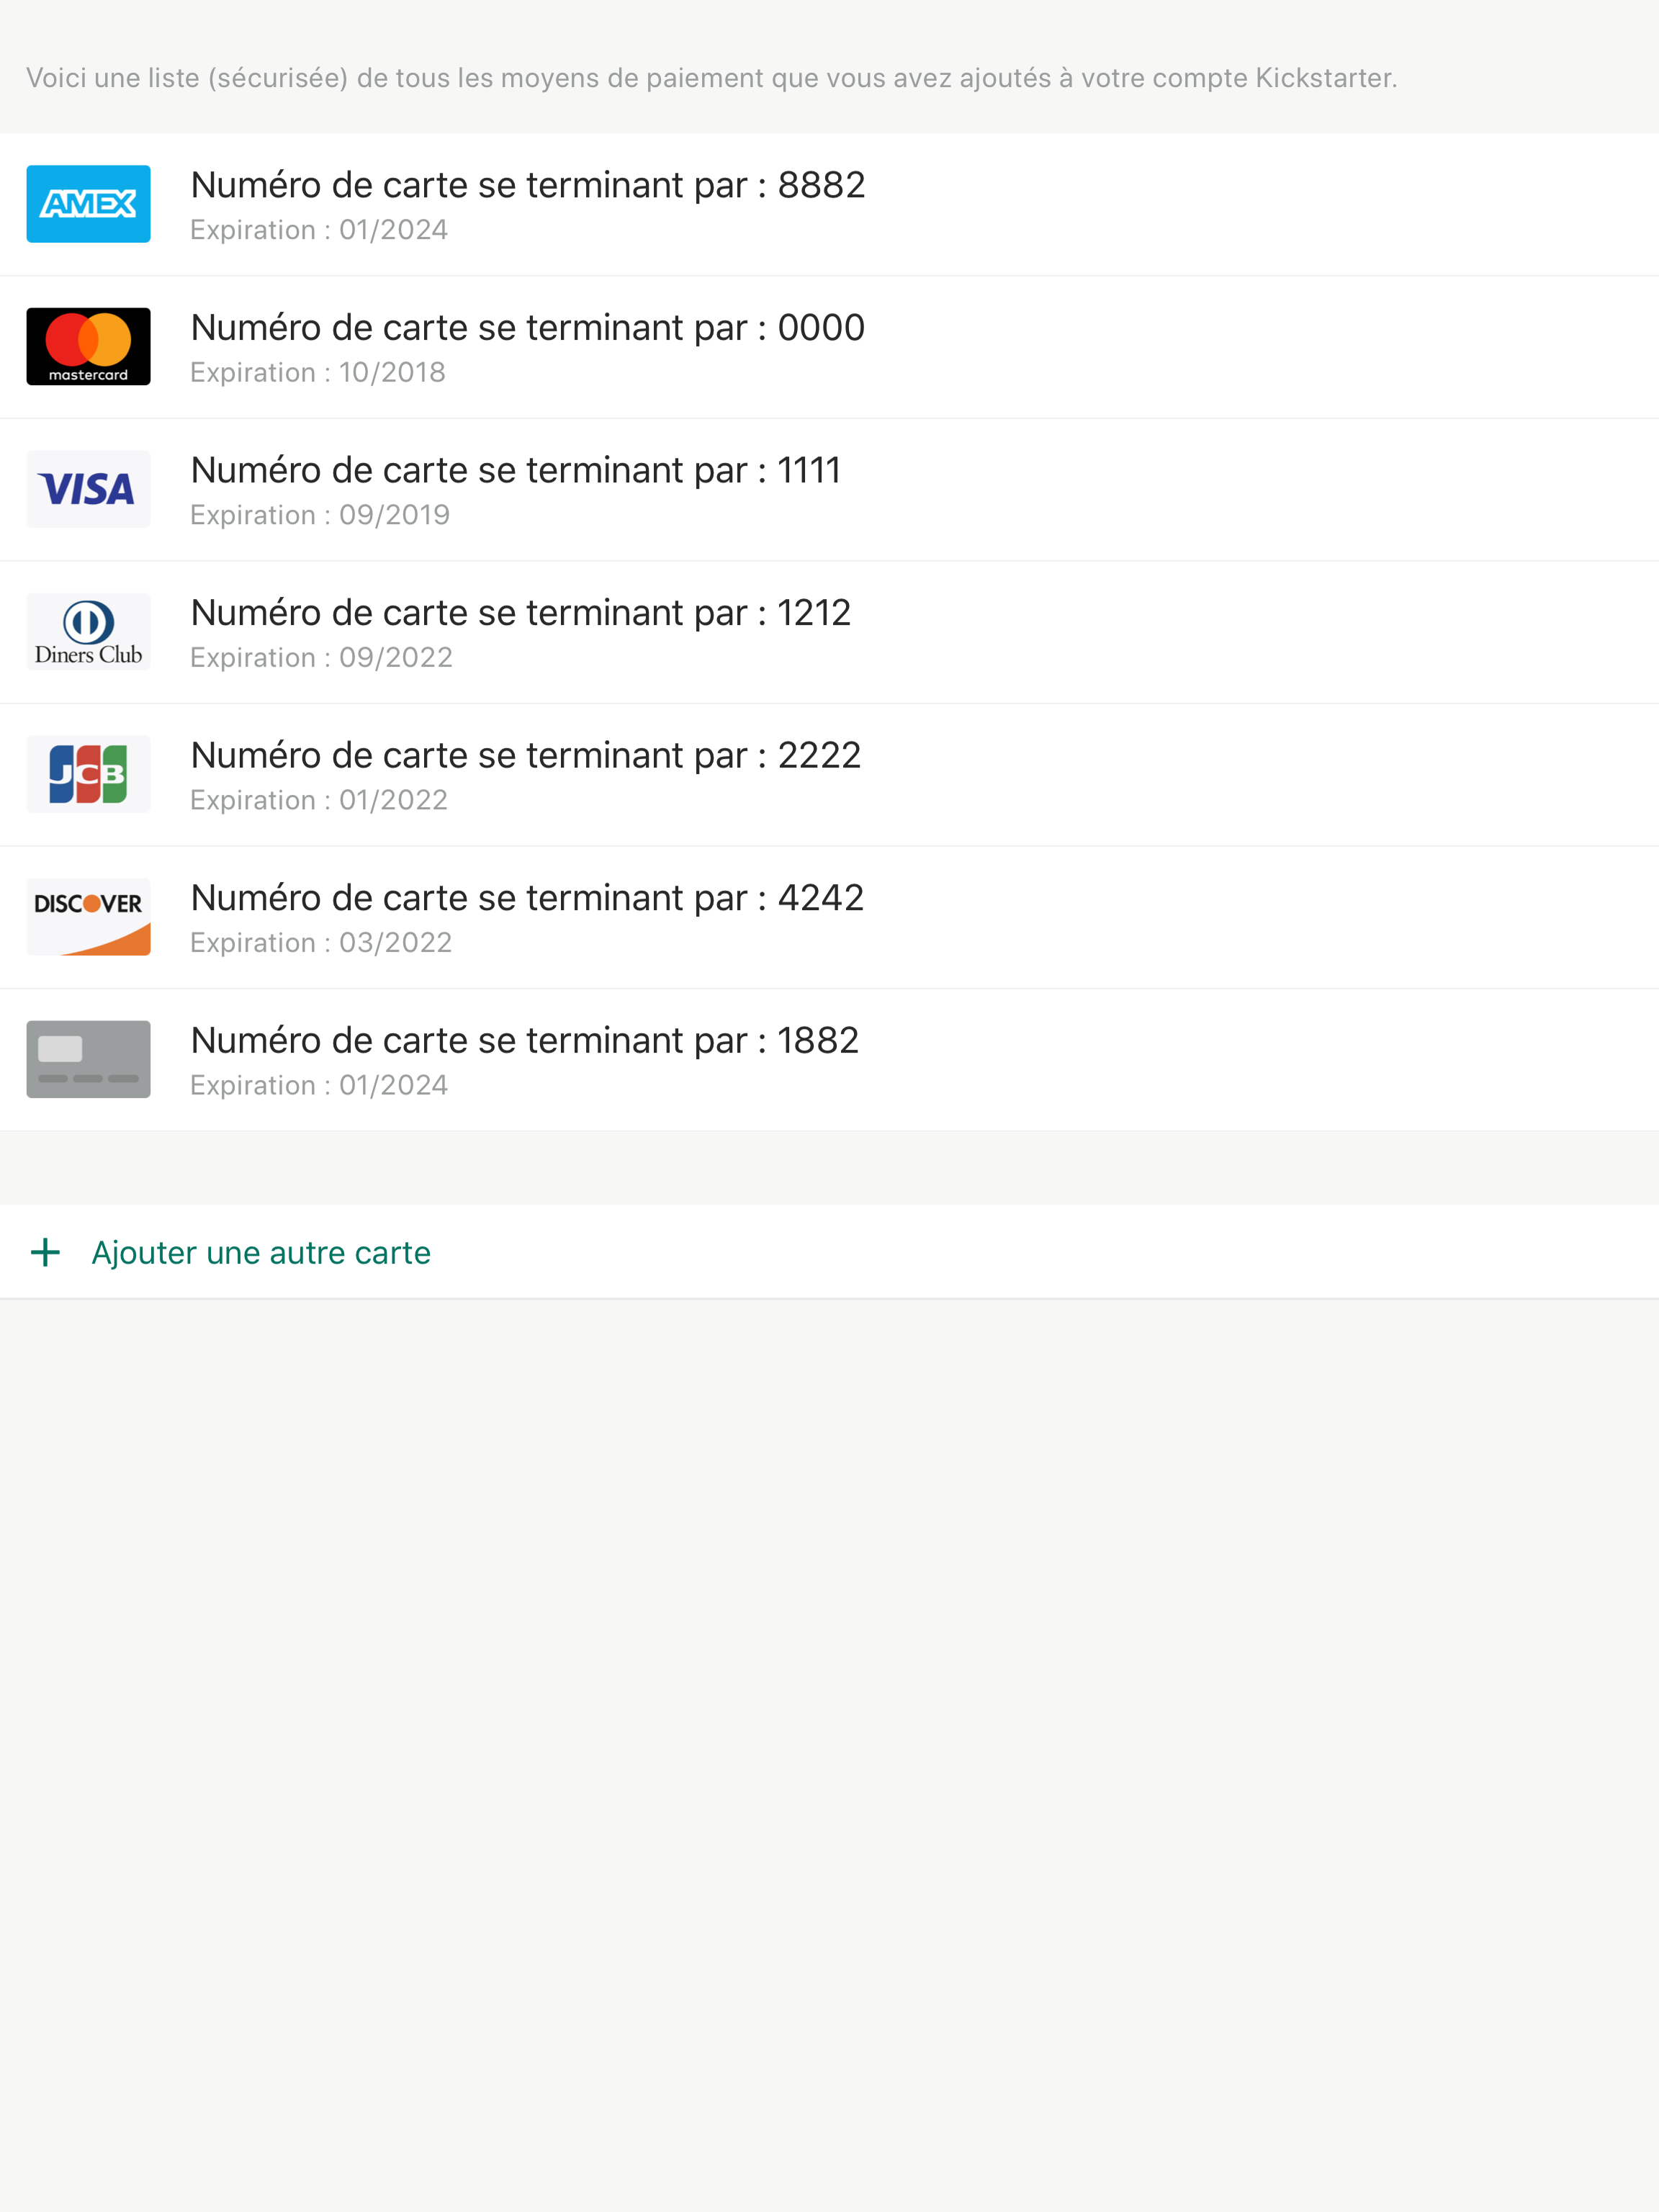 Voici une liste (sécurisée) de tous les moyens de paiement que vous avez ajoutés à votre compte Kickstarter.
AMEX
Numéro de carte se terminant par : 8882
Expiration : 01/2024
mastercard
Numéro de carte se terminant par : 0000
Expiration : 10/2018
VISA
Numéro de carte se terminant par : 1111
Expiration : 09/2019
Diners Club
Numéro de carte se terminant par : 1212
Expiration : 09/2022
JCB
Numéro de carte se terminant par : 2222
Expiration : 01/2022
DISCOVER
Numéro de carte se terminant par : 4242
Expiration : 03/2022
Numéro de carte se terminant par : 1882
Expiration : 01/2024
+ Ajouter une autre carte